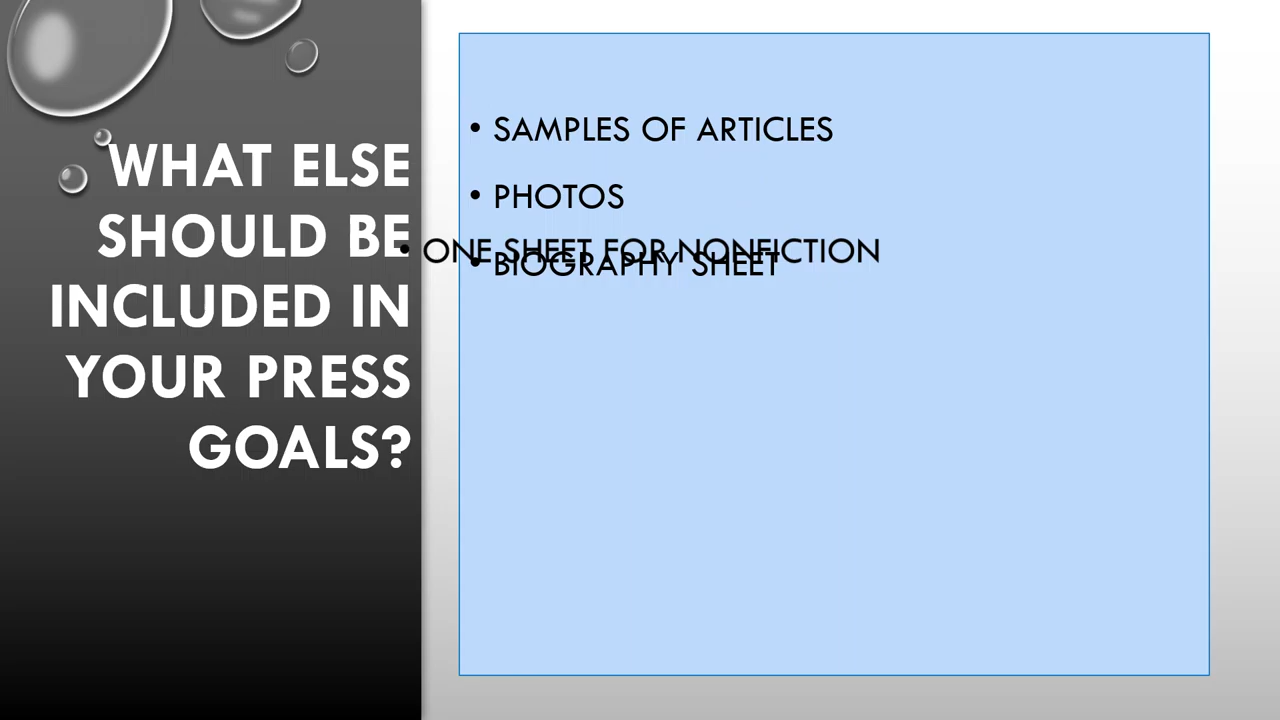 WHAT ELSE
SHOULD BE
INCLUDED IN
YOUR PRESS
GOALS?
• SAMPLES OF ARTICLES
• PHOTOS
• ONE SHEET FOR NONFICTION
• BIOGRAPHY SHEET